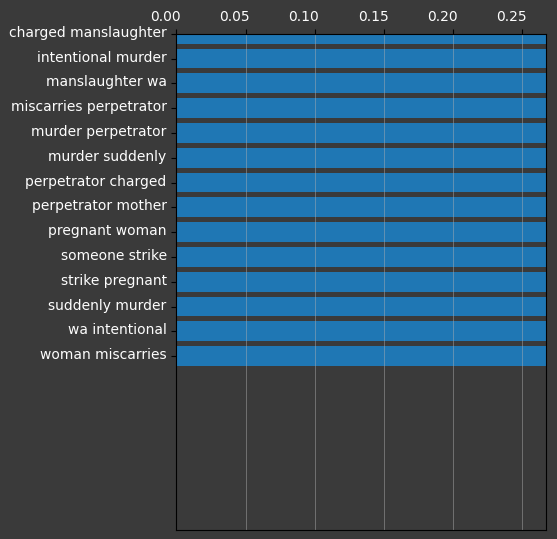 0.00 0.05 0.10 0.15 0.20 0.25
charged manslaughter
intentional murder
manslaughter wa
miscarries perpetrator
murder perpetrator
murder suddenly
perpetrator charged
perpetrator mother
pregnant woman
someone strike
strike pregnant
suddenly murder
wa intentional
woman miscarries